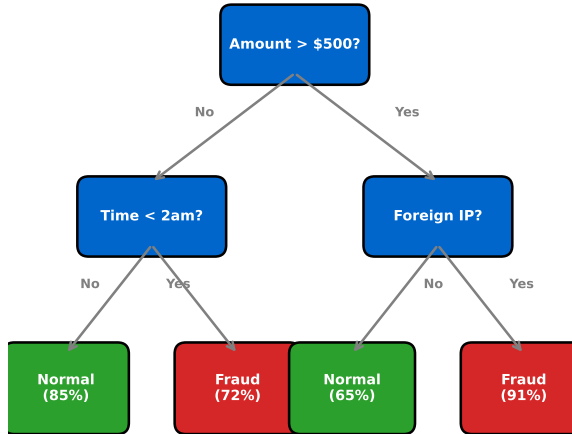 Amount > $500?
No
Yes
Time < 2am?
Foreign IP?
No
Yes
No
Yes
Normal
(85%)
Fraud
(72%)
Normal
(65%)
Fraud
(91%)